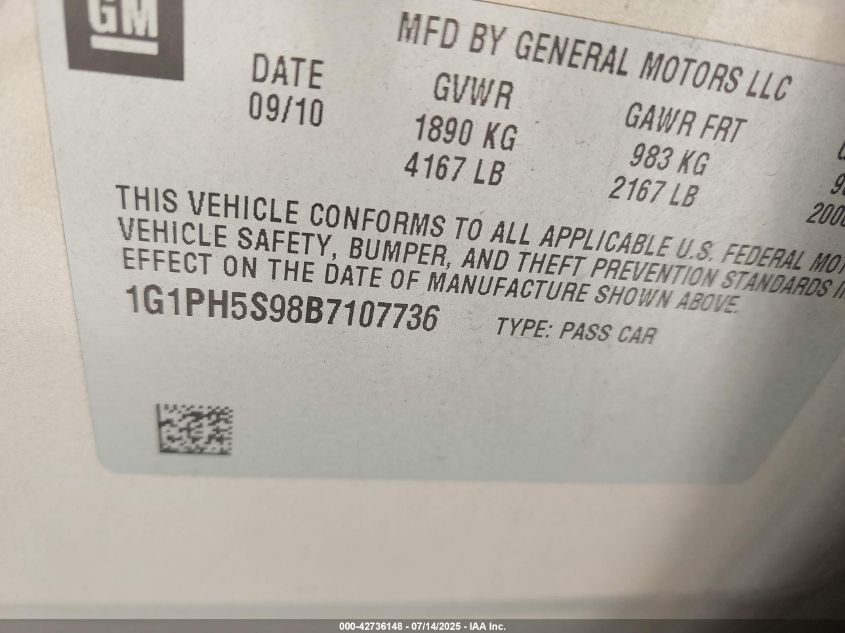 GM
MFD BY GENERAL MOTORS LLC
DATE GVWR GAWR FRT
09/10 1890 KG 983 KG
4167 LB 2167 LB
THIS VEHICLE CONFORMS TO ALL APPLICABLE U.S. FEDERAL
VEHICLE SAFETY, BUMPER, AND THEFT PREVENTION STANDARDS
EFFECT ON THE DATE OF MANUFACTURE SHOWN ABOVE.
1G1PH5S98B7107736 TYPE: PASS CAR
000-42736148 - 07/14/2025 - IAA Inc.